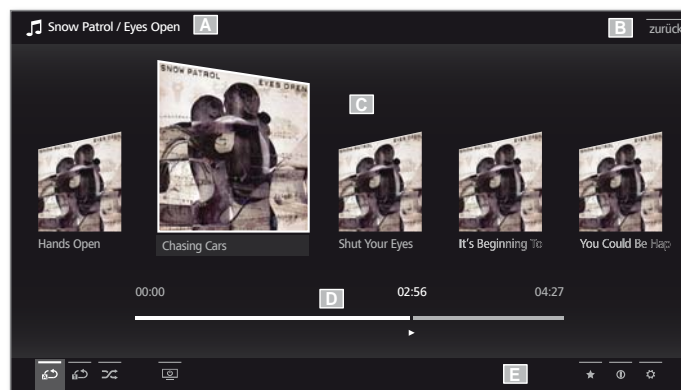 Snow Patrol / Eyes Open A
B zurück
C
SNOW PATROL EYES OPEN
Hands Open
Chasing Cars
Shut Your Eyes
It's Beginning To
You Could Be Hap
00:00 D 02:56 04:27
E